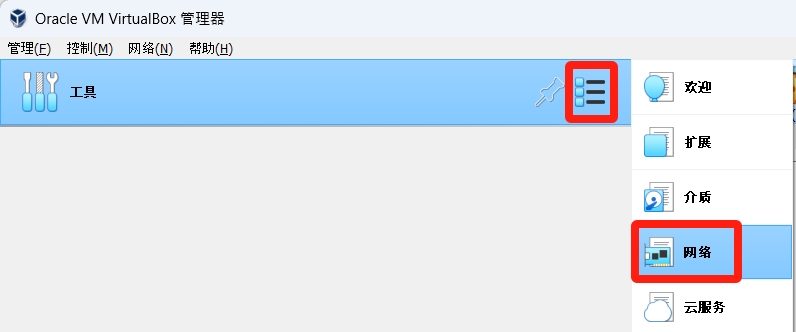 Oracle VM VirtualBox 管理器
管理(F) 控制(M) 网络(N) 帮助(H)
工具
欢迎
扩展
介质
网络
云服务